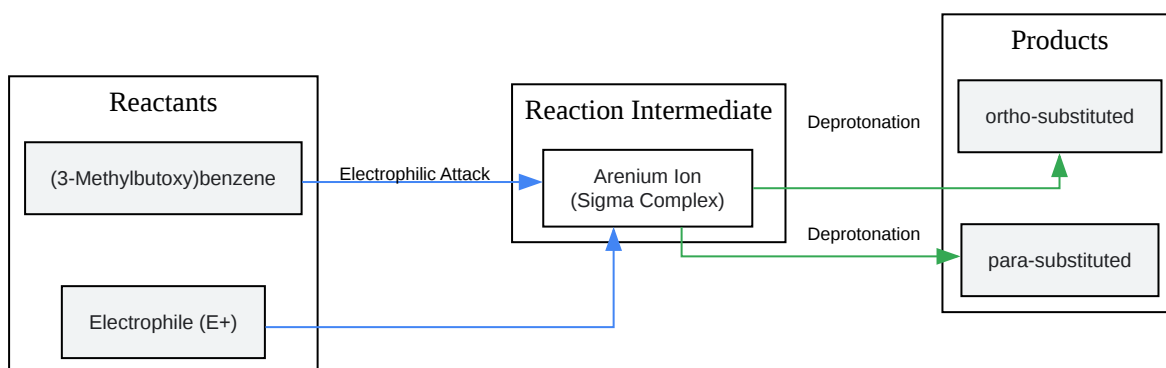 Reactants
(3-Methylbutoxy)benzene
Electrophile (E+)
Electrophilic Attack
Reaction Intermediate
Arenium Ion
(Sigma Complex)
Deprotonation
Deprotonation
Products
ortho-substituted
para-substituted